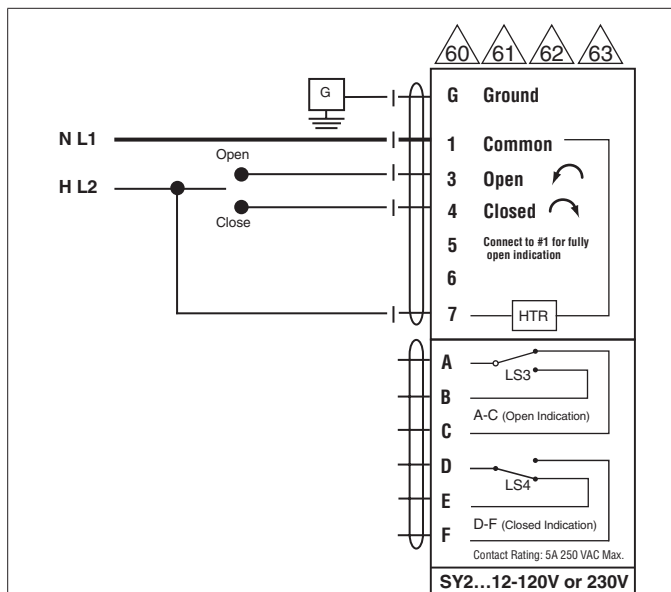 60 61 62 63
G
G Ground
N L1
1 Common
Open
3 Open
H L2
4 Closed
Close
5 Connect to #1 for fully
open indication
6
7 HTR
A
LS3
B
A-C (Open Indication)
C
D
LS4
E
D-F (Closed Indication)
F
Contact Rating: 5A 250 VAC Max.
SY2...12-120V or 230V